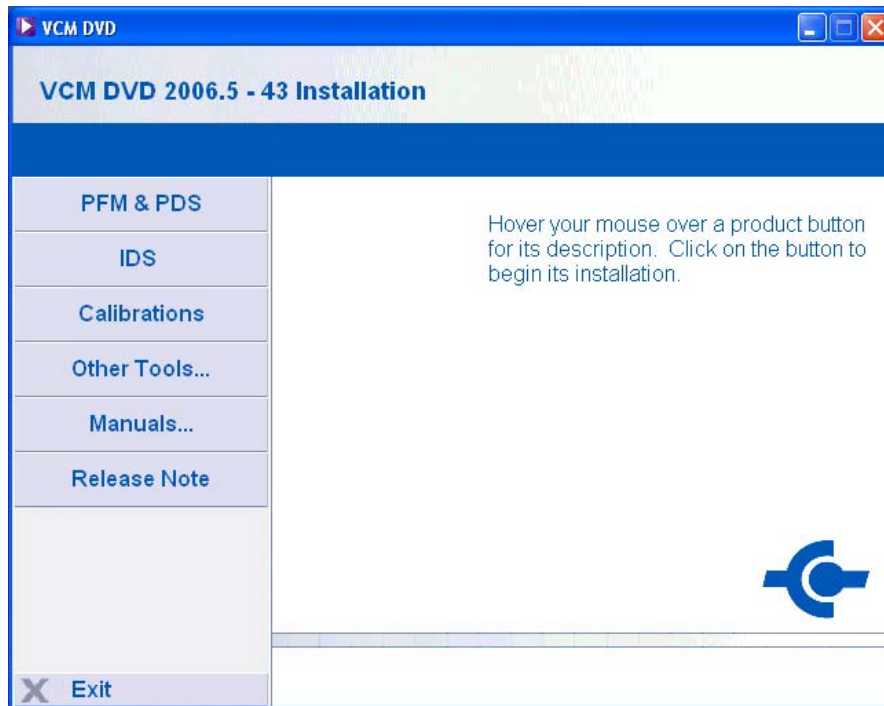 VCM DVD
VCM DVD 2006.5 - 43 Installation
PFM & PDS
IDS
Calibrations
Other Tools...
Manuals...
Release Note
Exit
Hover your mouse over a product button
for its description. Click on the button to
begin its installation.